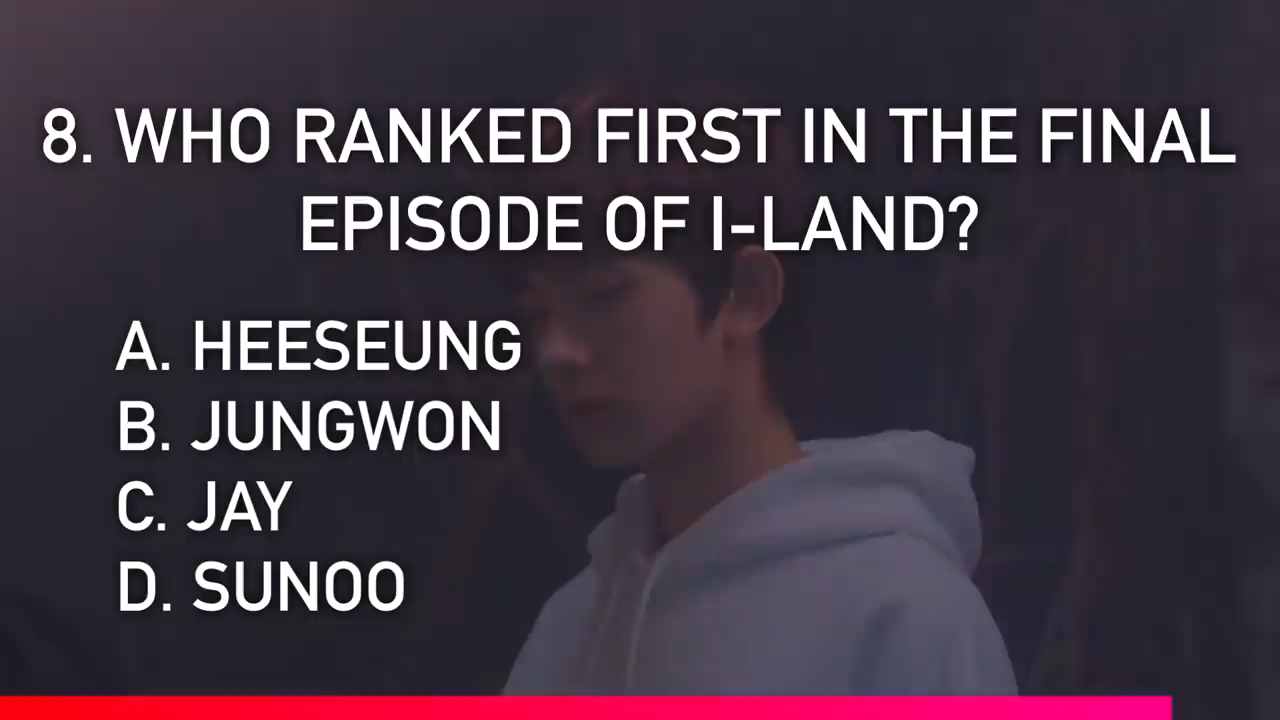 8. WHO RANKED FIRST IN THE FINAL
EPISODE OF I-LAND?
A. HEESEUNG
B. JUNGWON
C. JAY
D. SUNOO